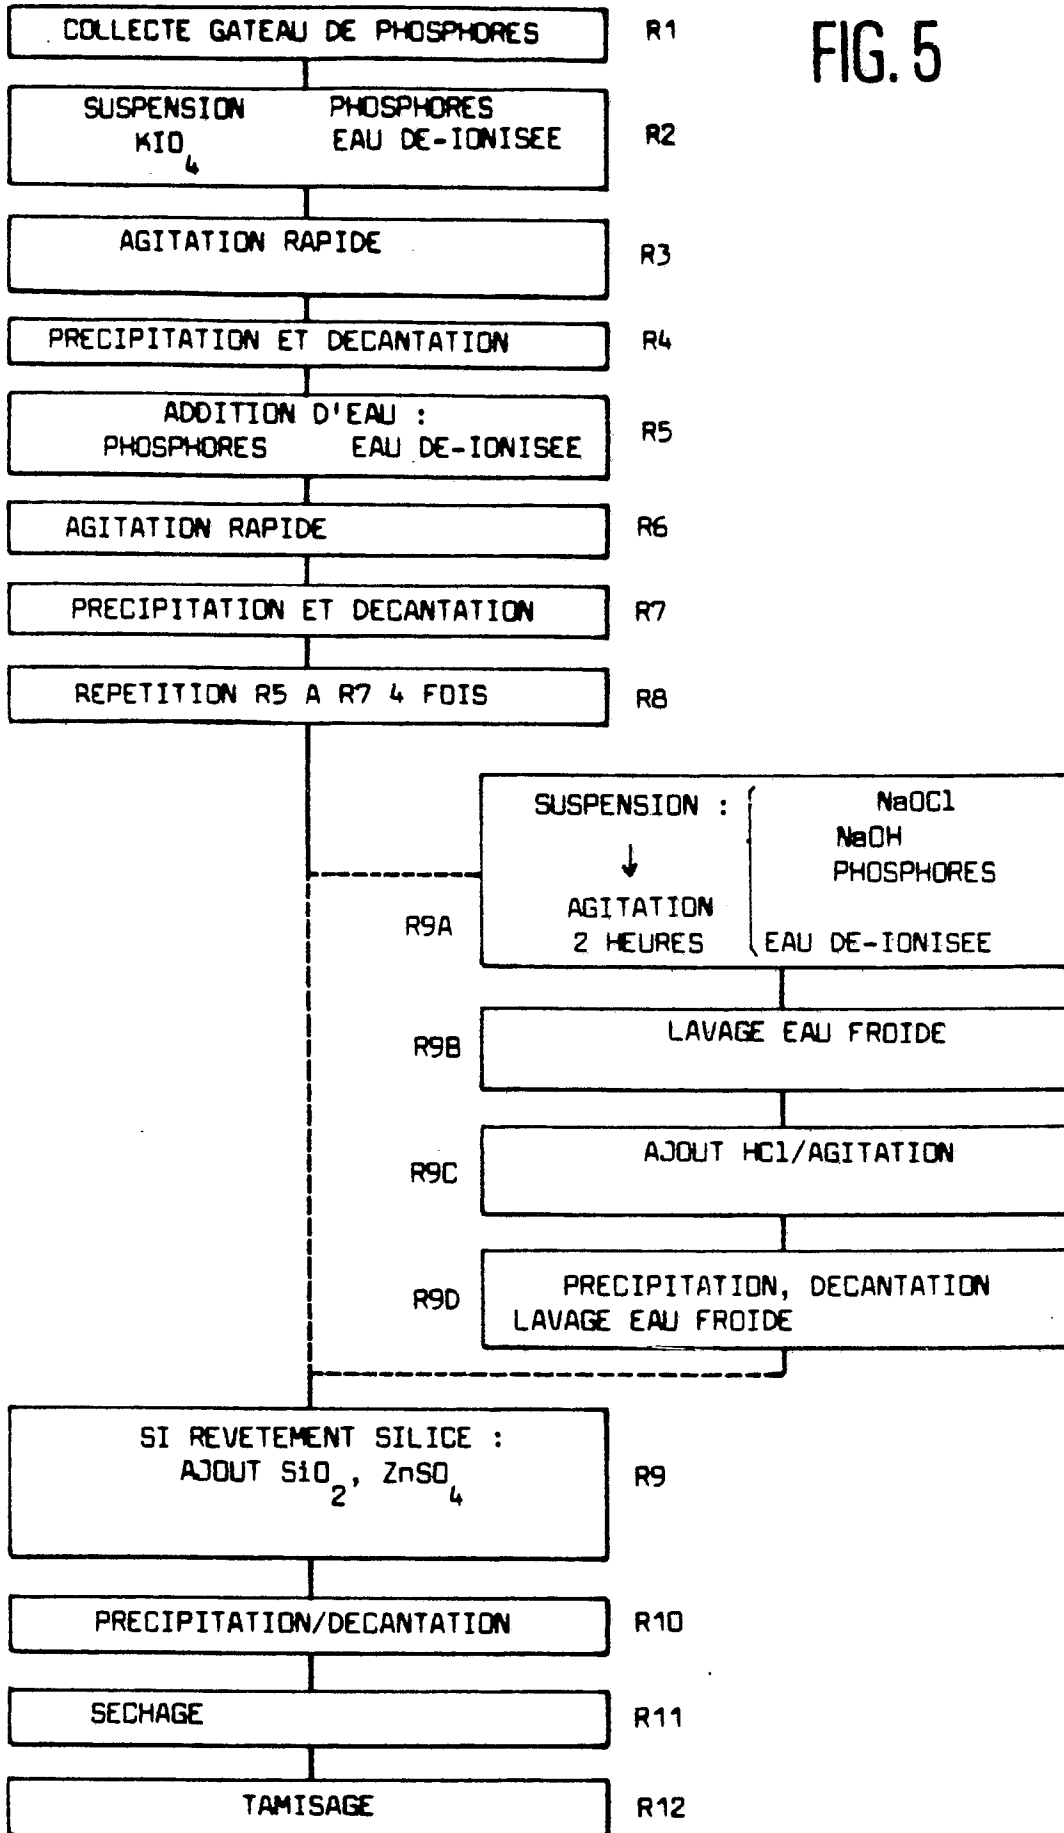 FIG. 5
COLLECTE GATEAU DE PHOSPHORES R1
SUSPENSION PHOSPHORES
KIO4 EAU DE-IONISEE R2
AGITATION RAPIDE R3
PRECIPITATION ET DECANTATION R4
ADDITION D'EAU :
PHOSPHORES EAU DE-IONISEE R5
AGITATION RAPIDE R6
PRECIPITATION ET DECANTATION R7
REPETITION R5 A R7 4 FOIS R8
SUSPENSION : NaOCl
NaOH
↓ PHOSPHORES
AGITATION
R9A 2 HEURES EAU DE-IONISEE
R9B LAVAGE EAU FROIDE
R9C AJOUT HCl/AGITATION
R9D PRECIPITATION, DECANTATION
LAVAGE EAU FROIDE
SI REVETEMENT SILICE :
AJOUT SiO2, ZnSO4 R9
PRECIPITATION/DECANTATION R10
SECHAGE R11
TAMISAGE R12